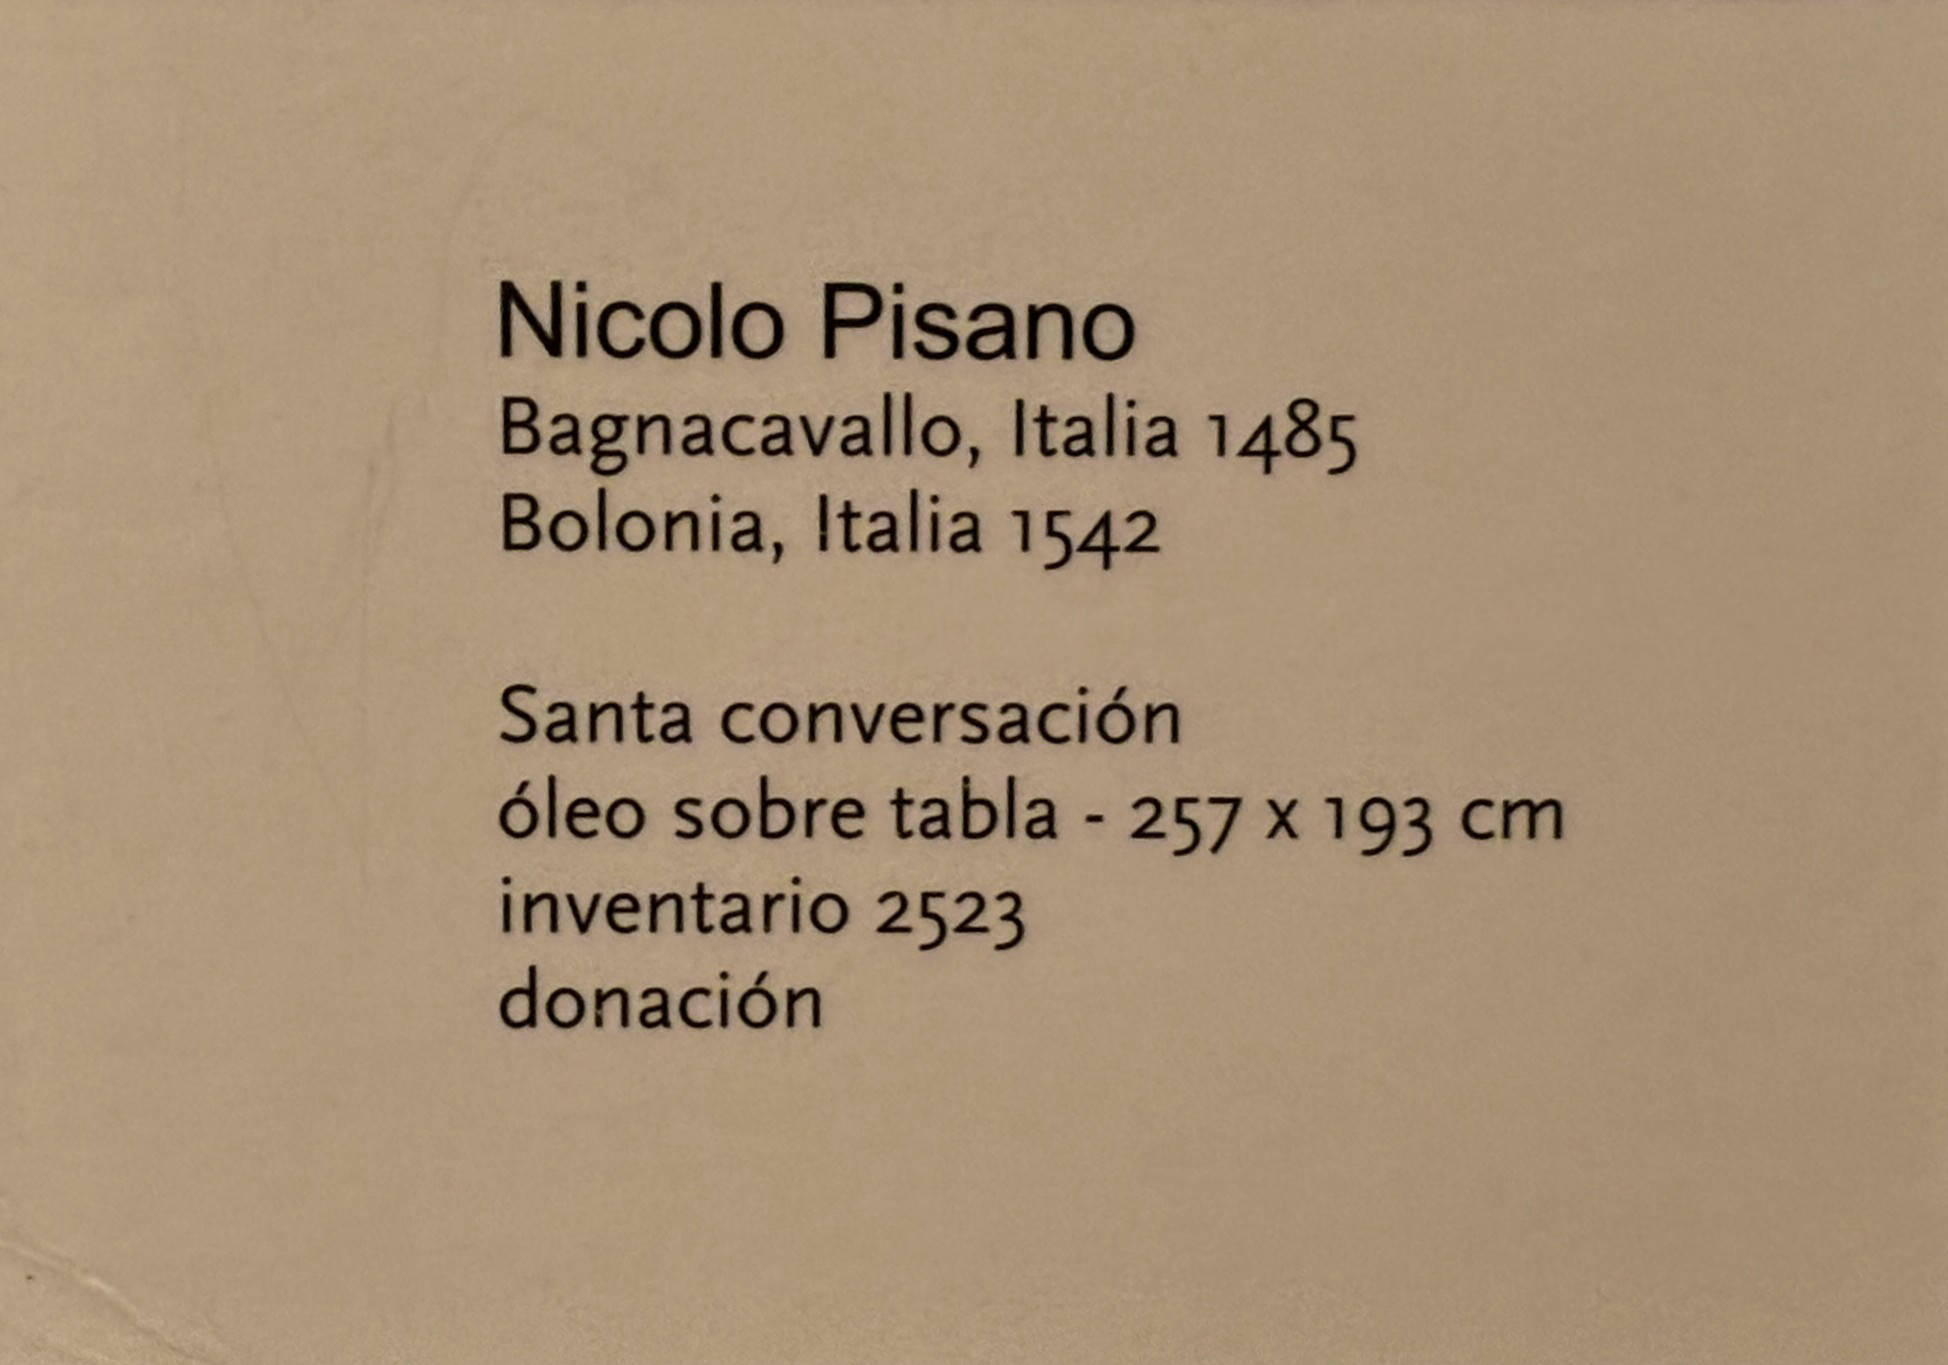 Nicolo Pisano
Bagnacavallo, Italia 1485
Bolonia, Italia 1542
Santa conversación
óleo sobre tabla - 257 x 193 cm
inventario 2523
donación